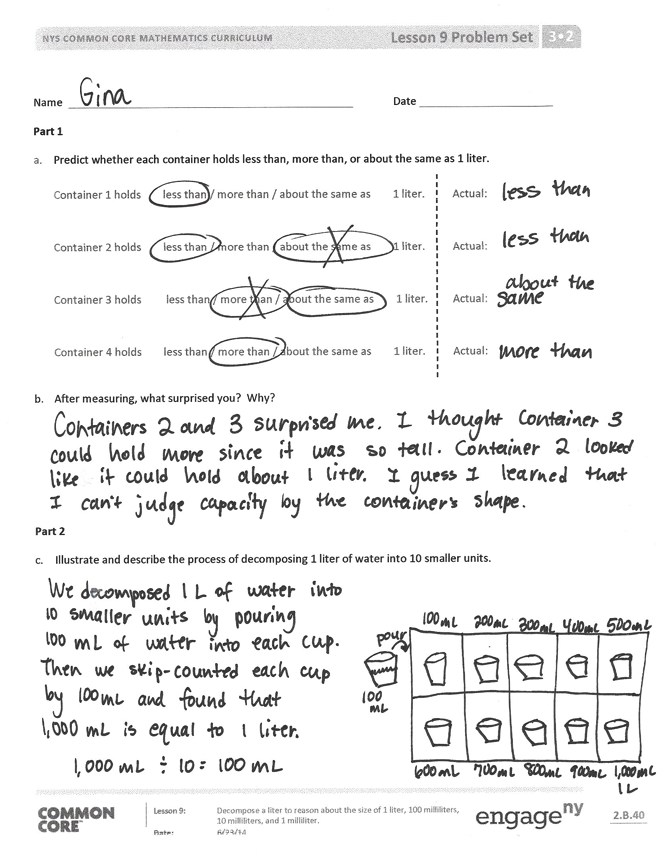 NYS COMMON CORE MATHEMATICS CURRICULUM Lesson 9 Problem Set 3•2
Name Gina Date
Part 1
a. Predict whether each container holds less than, more than, or about the same as 1 liter.
Container 1 holds less than / more than / about the same as 1 liter. Actual: less than
Container 2 holds less than / more than / about the same as 1 liter. Actual: less than
Container 3 holds less than / more than / about the same as 1 liter. Actual: about the
same
Container 4 holds less than / more than / about the same as 1 liter. Actual: more than
b. After measuring, what surprised you? Why?
Containers 2 and 3 surprised me. I thought Container 3
could hold more since it was so tall. Container 2 looked
like it could hold about 1 liter. I guess I learned that
I can't judge capacity by the container's shape.
Part 2
c. Illustrate and describe the process of decomposing 1 liter of water into 10 smaller units.
We decomposed 1 L of water into
10 smaller units by pouring
100 mL of water into each cup.
Then we skip-counted each cup
by 100 mL and found that
1,000 mL is equal to 1 liter.
1,000 mL ÷ 10 = 100 mL
100mL 200mL 300mL 400mL 500mL
pour
100
mL
600mL 700mL 800mL 900mL 1,000mL
1L
COMMON
CORE
Lesson 9: Decompose a liter to reason about the size of 1 liter, 100 milliliters,
10 milliliters, and 1 milliliter.
Date: 8/23/14
engageny
2.B.40